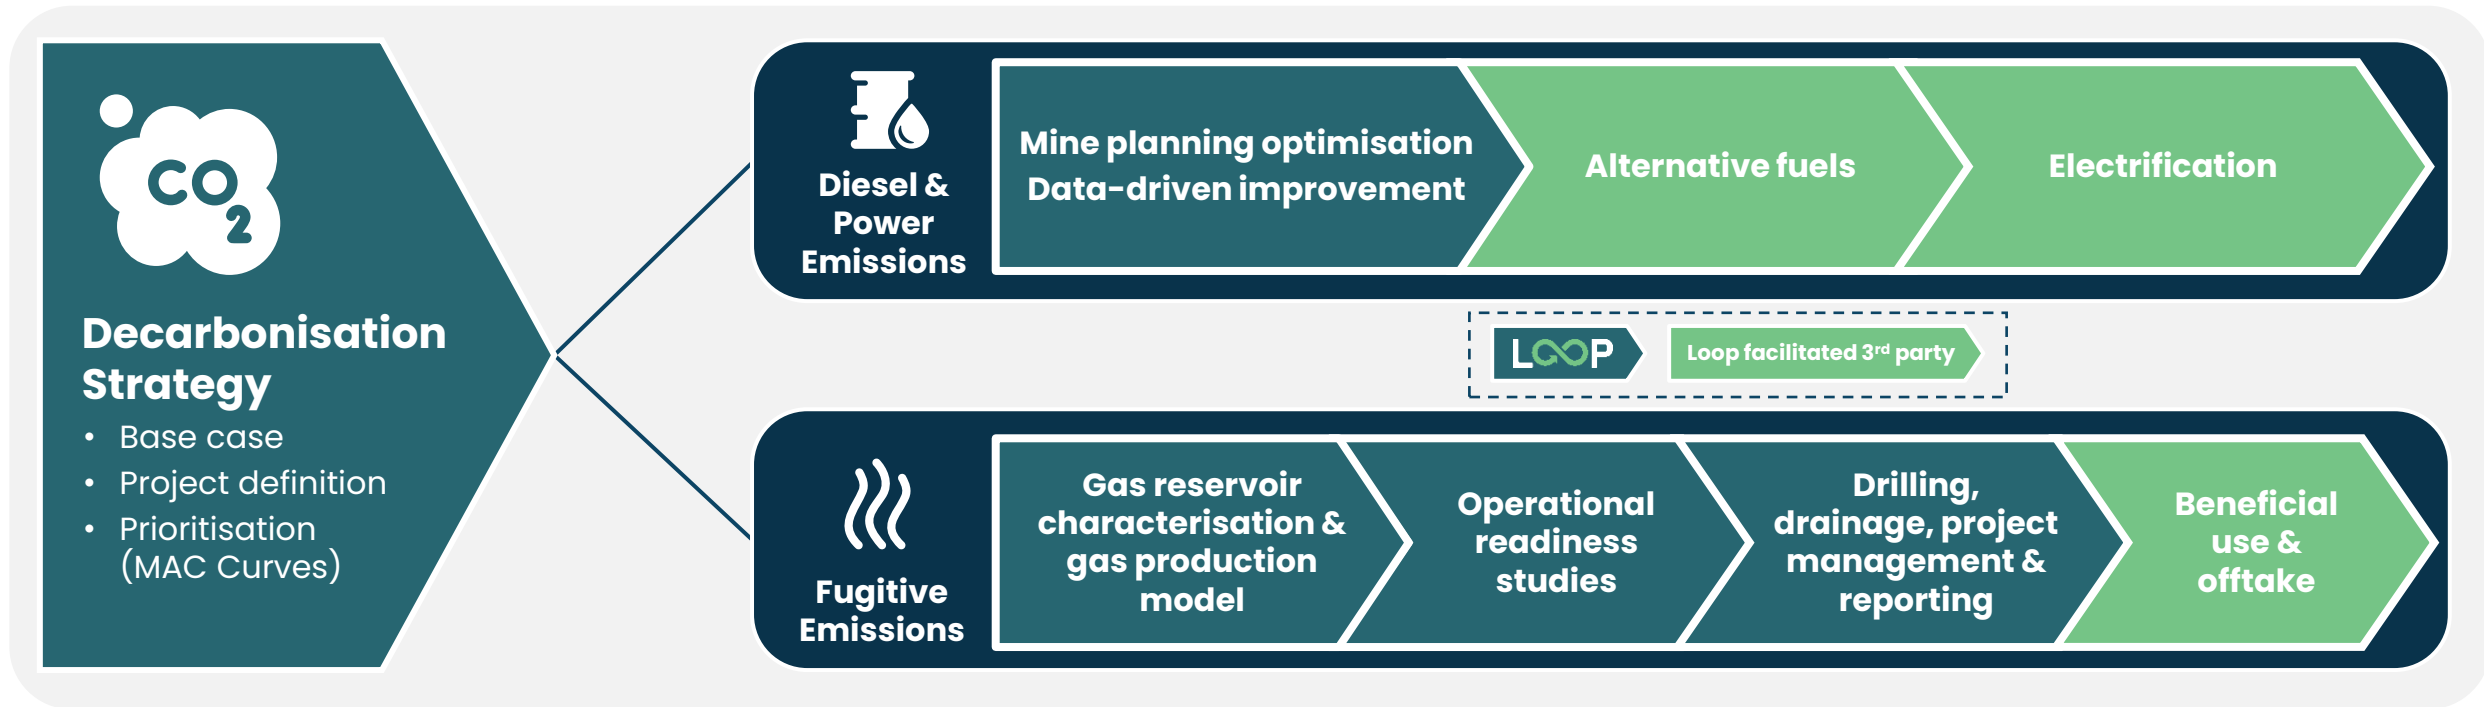 CO2
Decarbonisation
Strategy
• Base case
• Project definition
• Prioritisation
(MAC Curves)
Diesel &
Power
Emissions
Mine planning optimisation
Data-driven improvement
Alternative fuels
Electrification
LOOP
Loop facilitated 3rd party
Fugitive
Emissions
Gas reservoir
characterisation &
gas production
model
Operational
readiness
studies
Drilling,
drainage, project
management &
reporting
Beneficial
use &
offtake